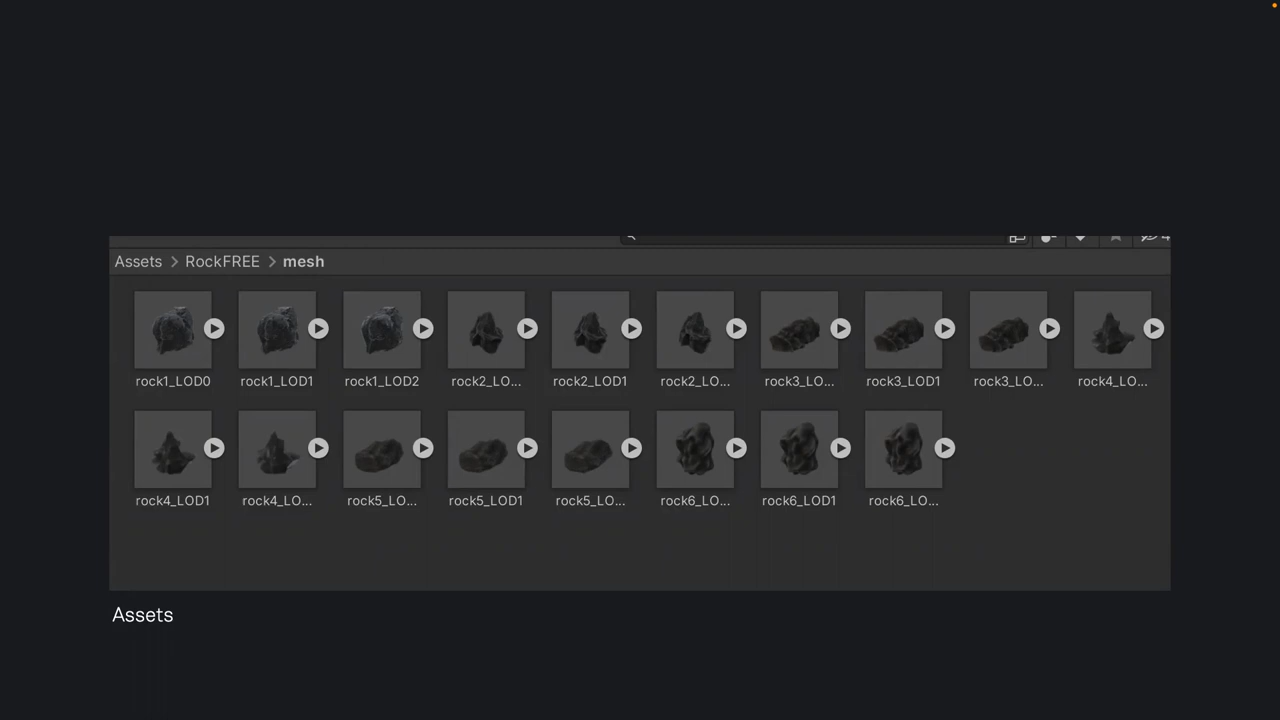 Assets > RockFREE > mesh
rock1_LOD0 rock1_LOD1 rock1_LOD2 rock2_LO... rock2_LOD1 rock2_LO... rock3_LO... rock3_LOD1 rock3_LO... rock4_LO...
rock4_LOD1 rock4_LO... rock5_LO... rock5_LOD1 rock5_LO... rock6_LO... rock6_LOD1 rock6_LO...
Assets